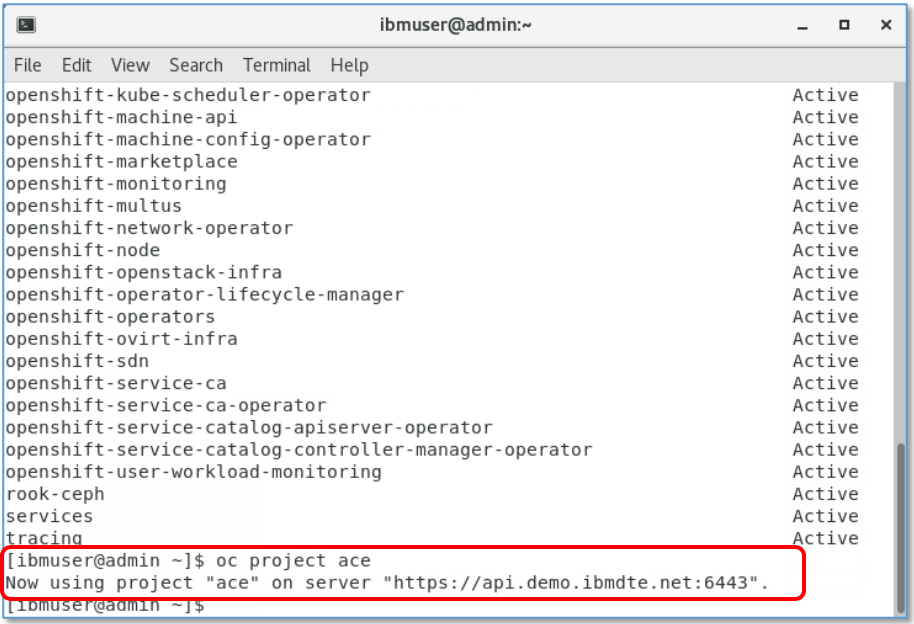 ibmuser@admin:~
File Edit View Search Terminal Help
openshift-kube-scheduler-operator Active
openshift-machine-api Active
openshift-machine-config-operator Active
openshift-marketplace Active
openshift-monitoring Active
openshift-multus Active
openshift-network-operator Active
openshift-node Active
openshift-openstack-infra Active
openshift-operator-lifecycle-manager Active
openshift-operators Active
openshift-ovirt-infra Active
openshift-sdn Active
openshift-service-ca Active
openshift-service-ca-operator Active
openshift-service-catalog-apiserver-operator Active
openshift-service-catalog-controller-manager-operator Active
openshift-user-workload-monitoring Active
rook-ceph Active
services Active
tracing Active
[ibmuser@admin ~]$ oc project ace
Now using project "ace" on server "https://api.demo.ibmdte.net:6443".
[ibmuser@admin ~]$